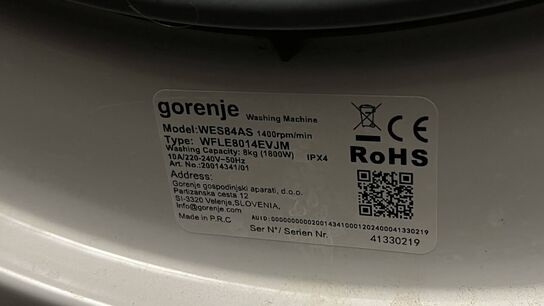 gorenje Washing Machine
Model:WES84AS 1400rpm/min
Type: WFLE8014EVJM
Washing Capacity: 8kg (1800W) IPX4
10A/220-240V~50Hz
Art. No.:20014341/01
RoHS
Address:
Gorenje gospodinjski aparati, d.o.o.
Partizanska cesta 12
SI-3320 Velenje,SLOVENIA,
Info@gorenje.com
Made in P.R.C
AUID:0000000000200143410001202400041330219
Ser N°/ Serien Nr. 41330219